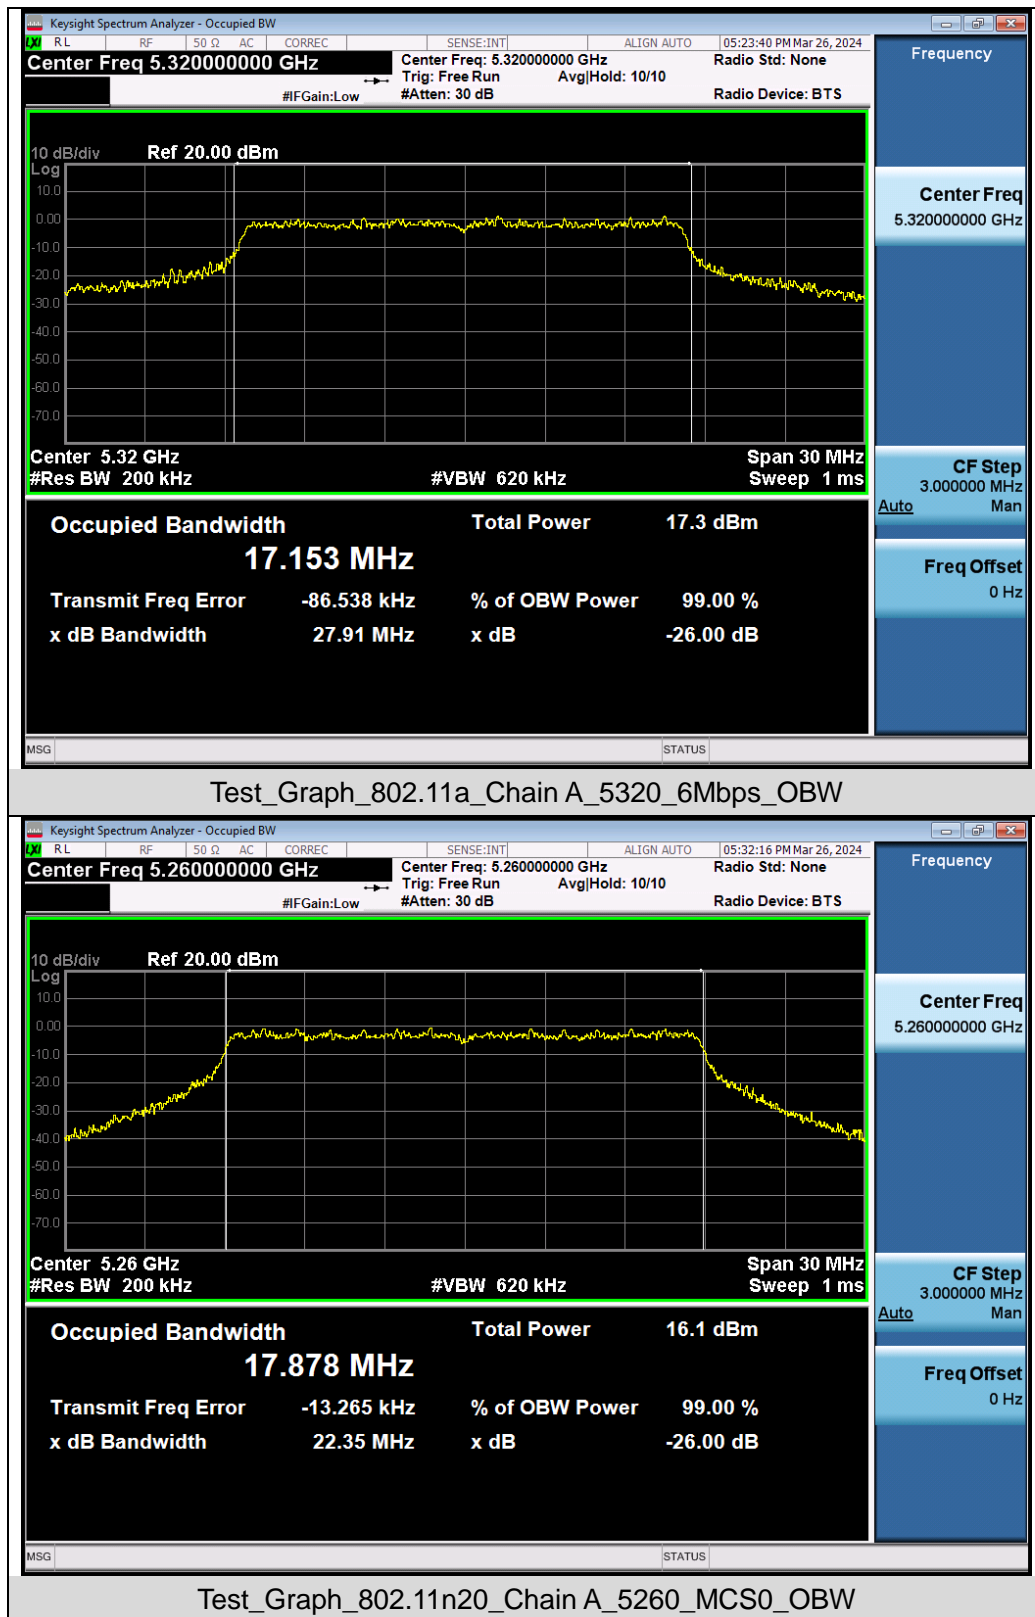 Keysight Spectrum Analyzer - Occupied BW
LXI RL RF 50 Ω AC CORREC SENSE:INT ALIGN AUTO 05:23:40 PM Mar 26, 2024
Center Freq 5.320000000 GHz
Center Freq: 5.320000000 GHz Radio Std: None
Trig: Free Run Avg|Hold: 10/10
#IFGain:Low #Atten: 30 dB Radio Device: BTS
10 dB/div Ref 20.00 dBm
Log
10.0
0.00
-10.0
-20.0
-30.0
-40.0
-50.0
-60.0
-70.0
Center 5.32 GHz Span 30 MHz
#Res BW 200 kHz #VBW 620 kHz Sweep 1 ms
Occupied Bandwidth Total Power 17.3 dBm
17.153 MHz
Transmit Freq Error -86.538 kHz % of OBW Power 99.00 %
x dB Bandwidth 27.91 MHz x dB -26.00 dB
MSG STATUS
Frequency
Center Freq
5.320000000 GHz
CF Step
3.000000 MHz
Auto Man
Freq Offset
0 Hz
Test_Graph_802.11a_Chain A_5320_6Mbps_OBW
Keysight Spectrum Analyzer - Occupied BW
LXI RL RF 50 Ω AC CORREC SENSE:INT ALIGN AUTO 05:32:16 PM Mar 26, 2024
Center Freq 5.260000000 GHz
Center Freq: 5.260000000 GHz Radio Std: None
Trig: Free Run Avg|Hold: 10/10
#IFGain:Low #Atten: 30 dB Radio Device: BTS
10 dB/div Ref 20.00 dBm
Log
10.0
0.00
-10.0
-20.0
-30.0
-40.0
-50.0
-60.0
-70.0
Center 5.26 GHz Span 30 MHz
#Res BW 200 kHz #VBW 620 kHz Sweep 1 ms
Occupied Bandwidth Total Power 16.1 dBm
17.878 MHz
Transmit Freq Error -13.265 kHz % of OBW Power 99.00 %
x dB Bandwidth 22.35 MHz x dB -26.00 dB
MSG STATUS
Frequency
Center Freq
5.260000000 GHz
CF Step
3.000000 MHz
Auto Man
Freq Offset
0 Hz
Test_Graph_802.11n20_Chain A_5260_MCS0_OBW